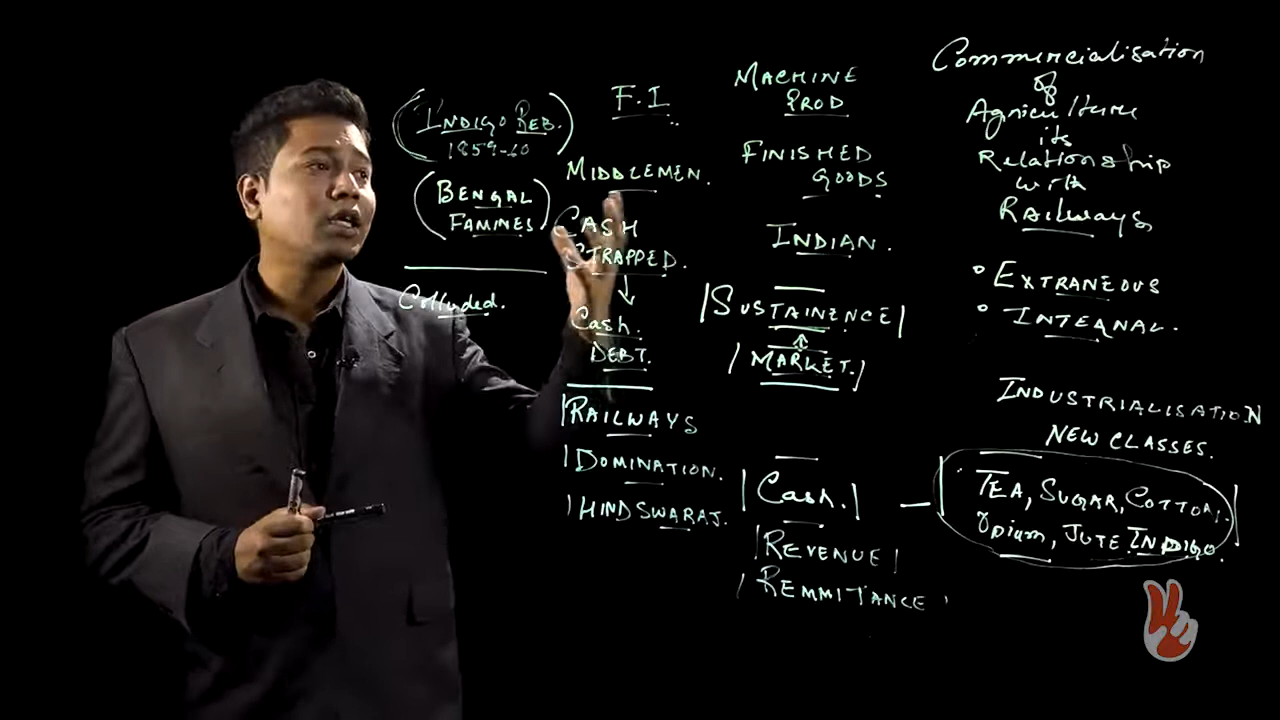 Commercialisation
of
Agriculture
its
Relationship
with
Railways
° EXTRANEOUS
° INTERNAL.
INDUSTRIALISATION
NEW CLASSES.
TEA, SUGAR, COTTON,
Opium, JUTE INDIGO.
MACHINE
PROD
FINISHED
GOODS
INDIAN.
|SUSTAINENCE|
| MARKET.|
| Cash.| —
|REVENUE|
| REMMITANCE |
F.I
MIDDLEMEN.
CASH
STRAPPED.
↓
Cash.
DEBT.
|RAILWAYS
|DOMINATION.
|HINDSWARAJ.
(INDIGO REB.
1859-60)
(BENGAL
FAMINES)
Colluded.